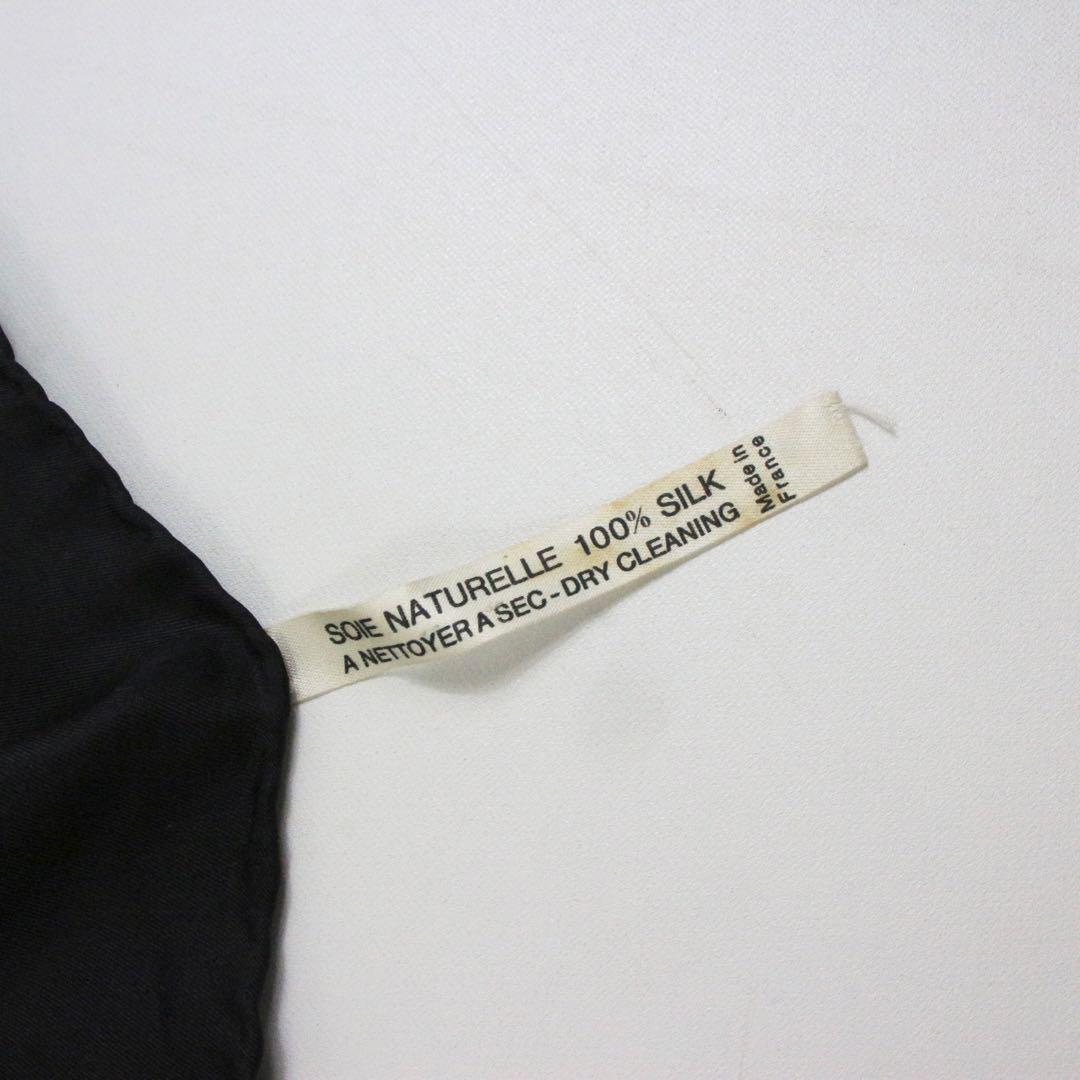 SOIE NATURELLE 100% SILK
A NETTOYER A SEC - DRY CLEANING
Made in
France